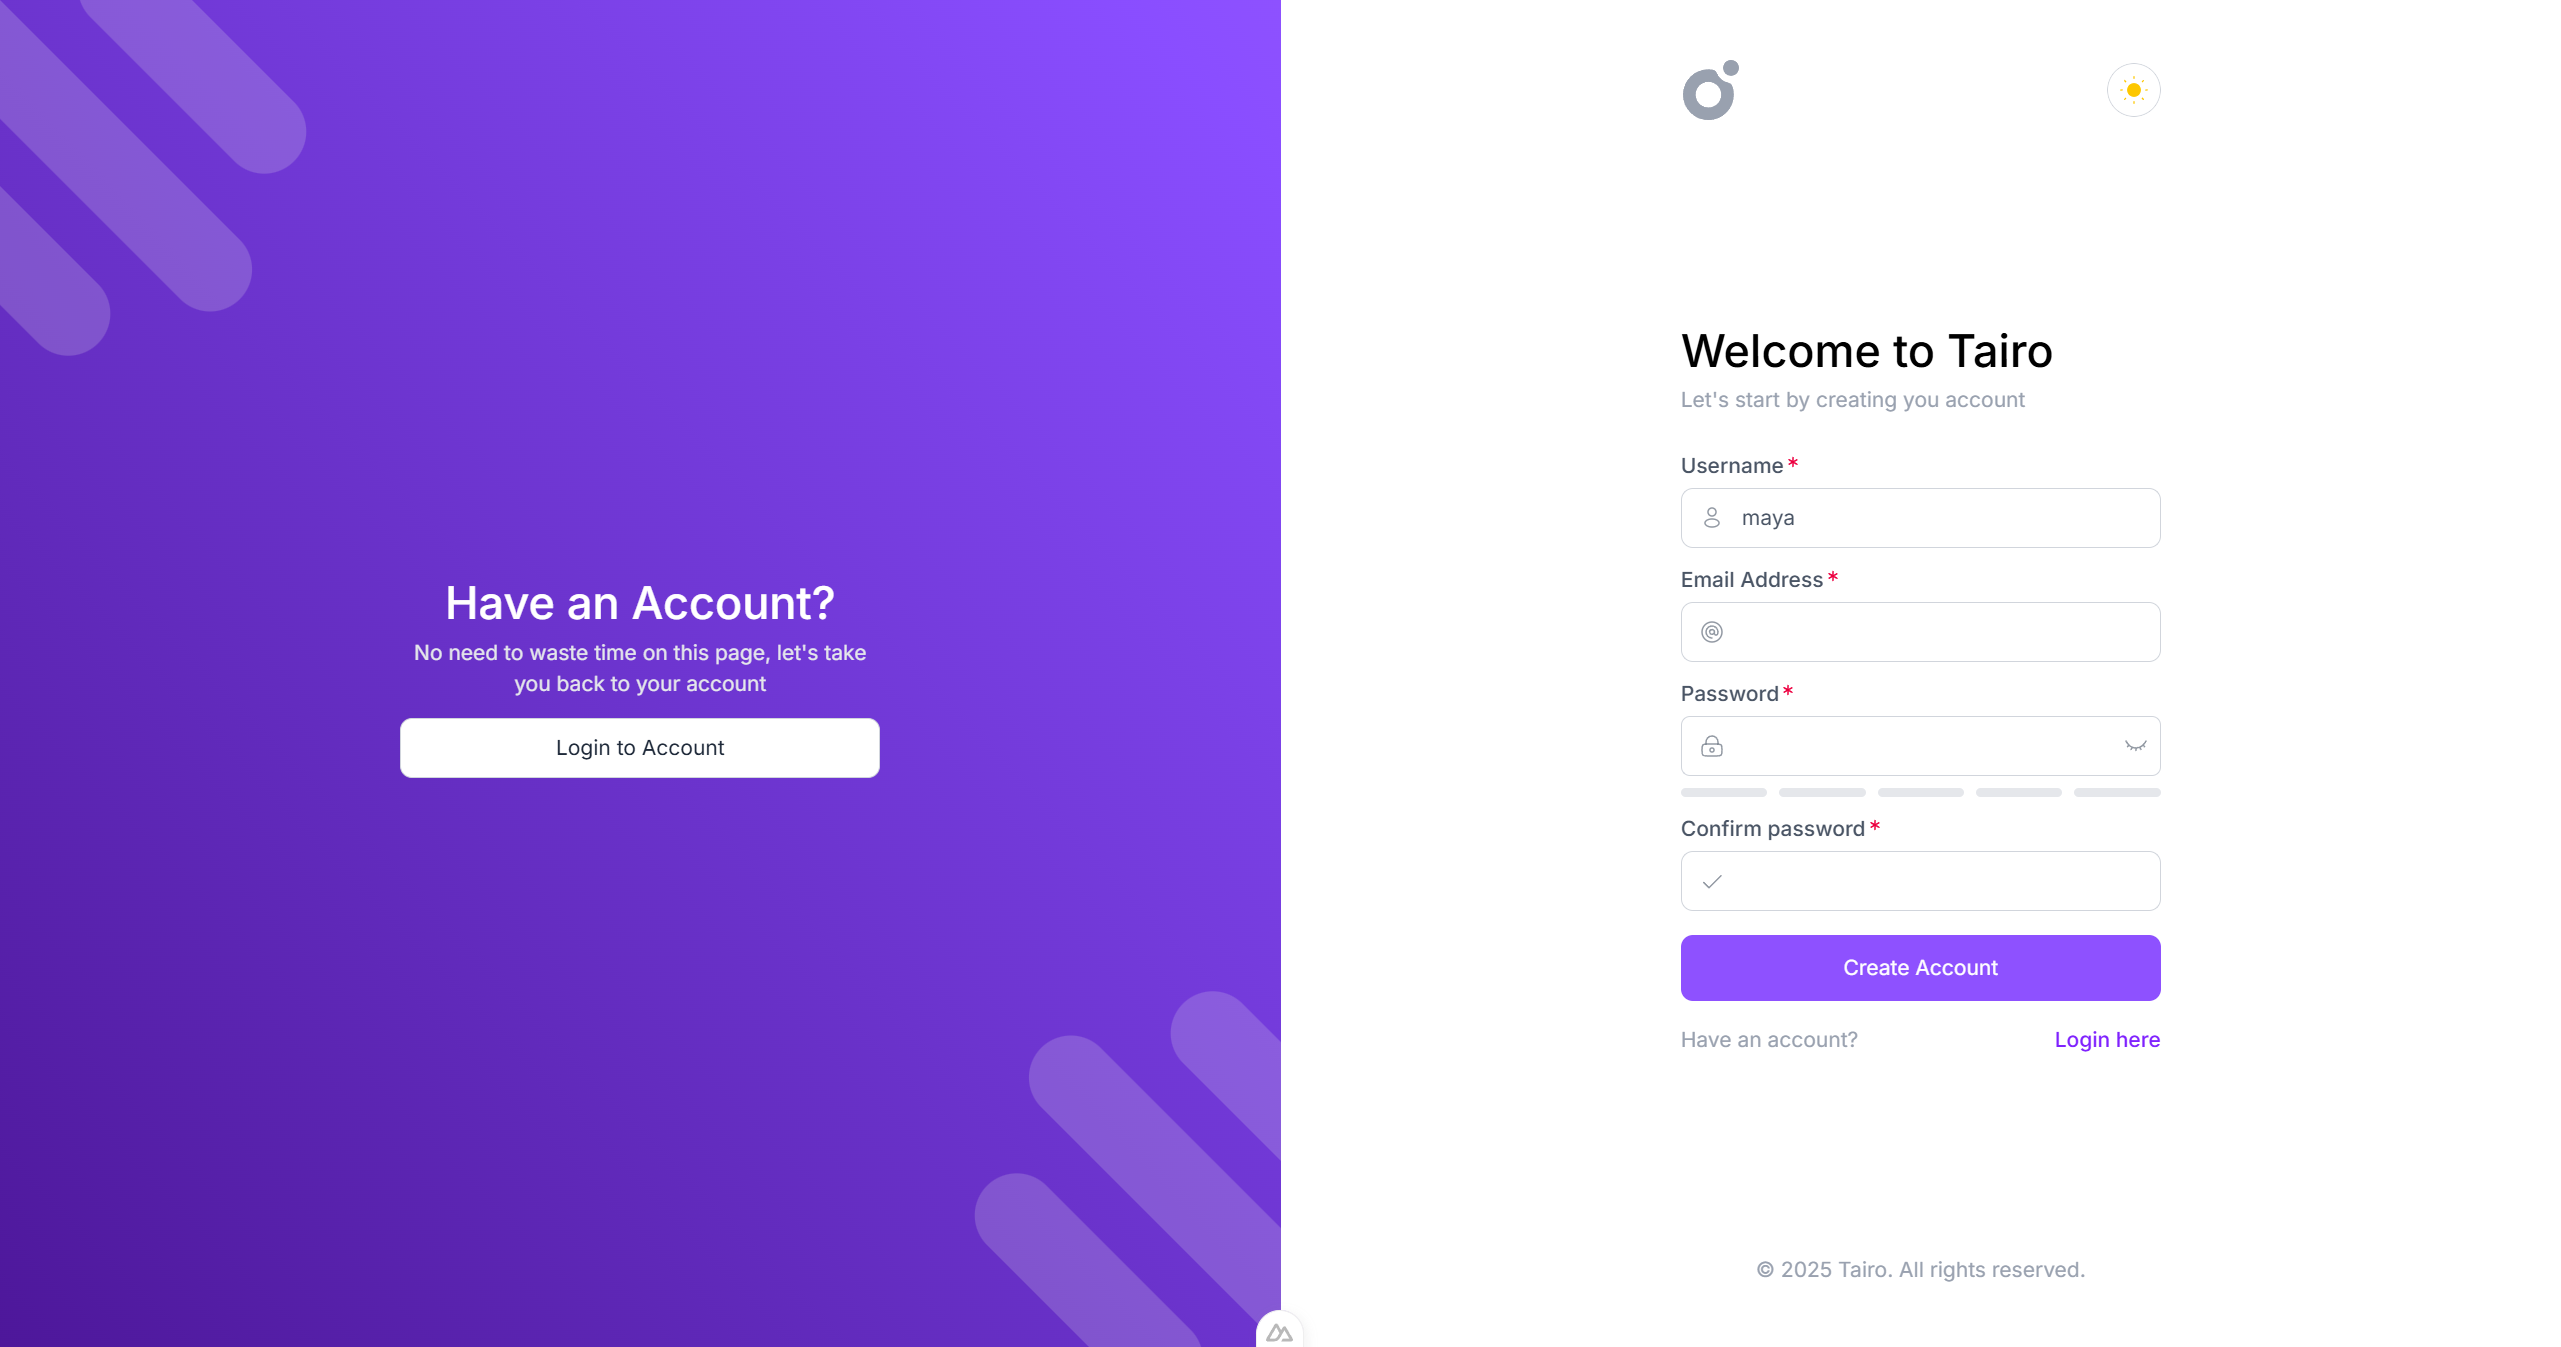 Have an Account?
No need to waste time on this page, let's take
you back to your account
Login to Account
Welcome to Tairo
Let's start by creating you account
Username *
maya
Email Address *
Password *
Confirm password *
Create Account
Have an account?
Login here
© 2025 Tairo. All rights reserved.